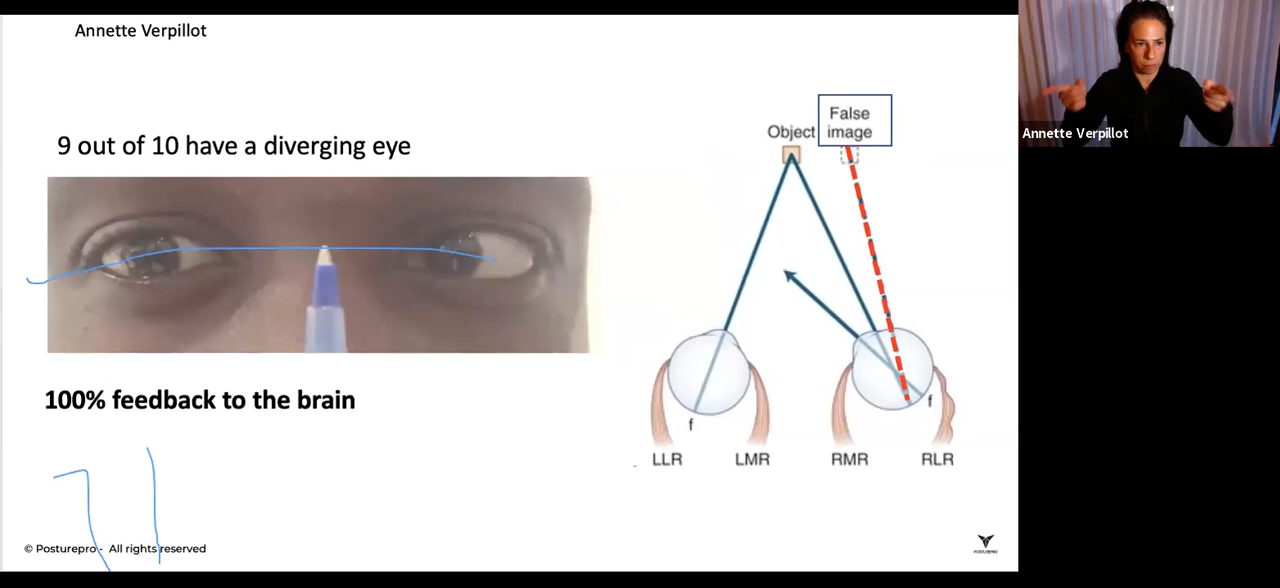 Annette Verpillot
9 out of 10 have a diverging eye
100% feedback to the brain
Object
False
image
f
f
LLR
LMR
RMR
RLR
© Posturepro - All rights reserved
POSTUREPRO
Annette Verpillot